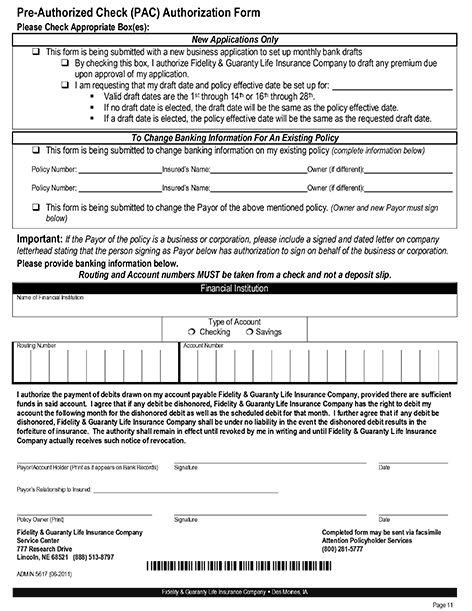 Pre-Authorized Check (PAC) Authorization Form
Please Check Appropriate Box(es):
New Applications Only
This form is being submitted with a new business application to set up monthly bank drafts
By checking this box, I authorize Fidelity & Guaranty Life Insurance Company to draft any premium due
upon approval of my application.
I am requesting that my draft date and policy effective date be set up for:
Valid draft dates are the 1st through 14th or 16th through 28th.
If no draft date is elected, the draft date will be the same as the policy effective date.
If a draft date is elected, the policy effective date will be the same as the requested draft date.
To Change Banking Information For An Existing Policy
This form is being submitted to change banking information on my existing policy (complete information below)
Policy Number: Insured's Name: Owner (if different):
Policy Number: Insured's Name: Owner (if different):
This form is being submitted to change the Payor of the above mentioned policy. (Owner and new Payor must sign
below)
Important: If the Payor of the policy is a business or corporation, please include a signed and dated letter on company
letterhead stating that the person signing as Payor below has authorization to sign on behalf of the business or corporation.
Please provide banking information below.
Routing and Account numbers MUST be taken from a check and not a deposit slip.
Financial Institution
Name of Financial Institution
Type of Account
Checking Savings
Routing Number Account Number
I authorize the payment of debits drawn on my account payable Fidelity & Guaranty Life Insurance Company, provided there are sufficient
funds in said account. I agree that if any debit be dishonored, Fidelity & Guaranty Life Insurance Company has the right to debit my
account the following month for the dishonored debit as well as the scheduled debit for that month. I further agree that if any debit be
dishonored, Fidelity & Guaranty Life Insurance Company shall be under no liability in the event the dishonored debit results in the
forfeiture of insurance. The authority shall remain in effect until revoked by me in writing and until Fidelity & Guaranty Life Insurance
Company actually receives such notice of revocation.
Payor/Account Holder (Print as it appears on Bank Records) Signature Date
Payor's Relationship to Insured:
Policy Owner (Print) Signature Date
Fidelity & Guaranty Life Insurance Company Completed form may be sent via facsimile
Service Center Attention Policyholder Services
777 Research Drive (800) 281-5777
Lincoln, NE 68521 (888) 513-8797
ADMIN 5617 (06-2011)
Fidelity & Guaranty Life Insurance Company • Des Moines, IA
Page 11